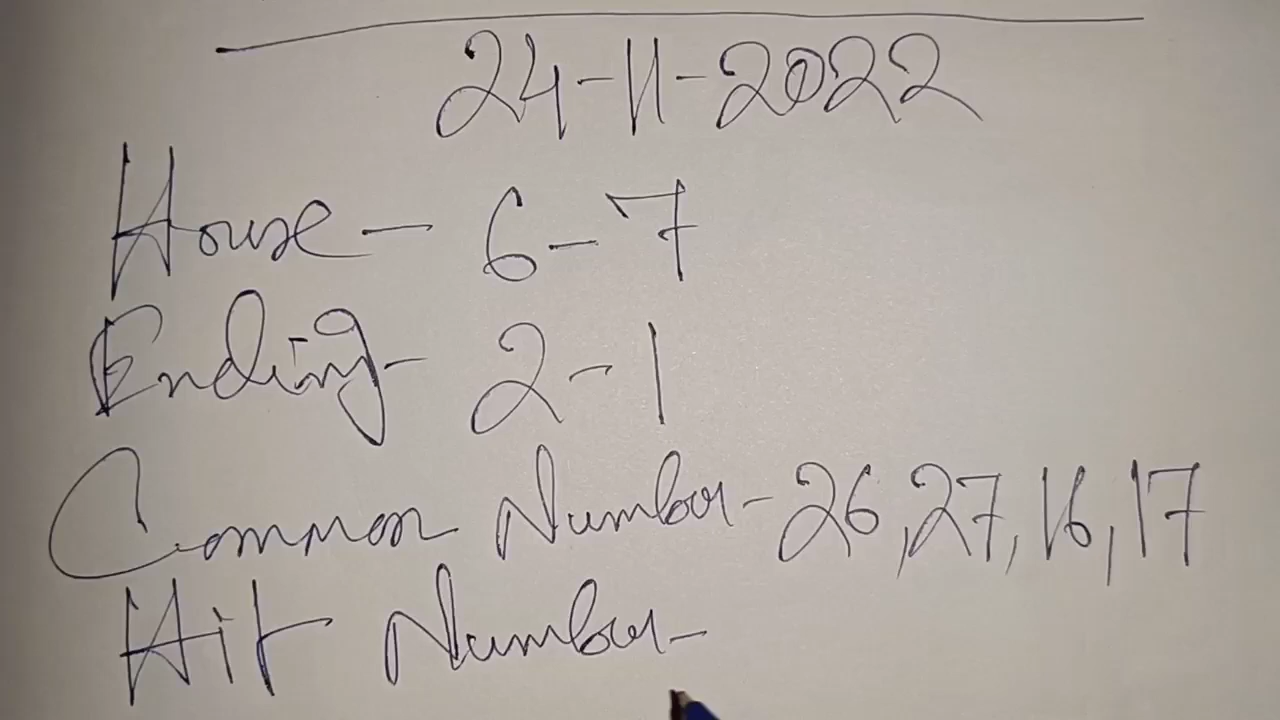 24-11-2022
House - 6-7
Ending - 2-1
Common Number - 26, 27, 16, 17
Hit Number -